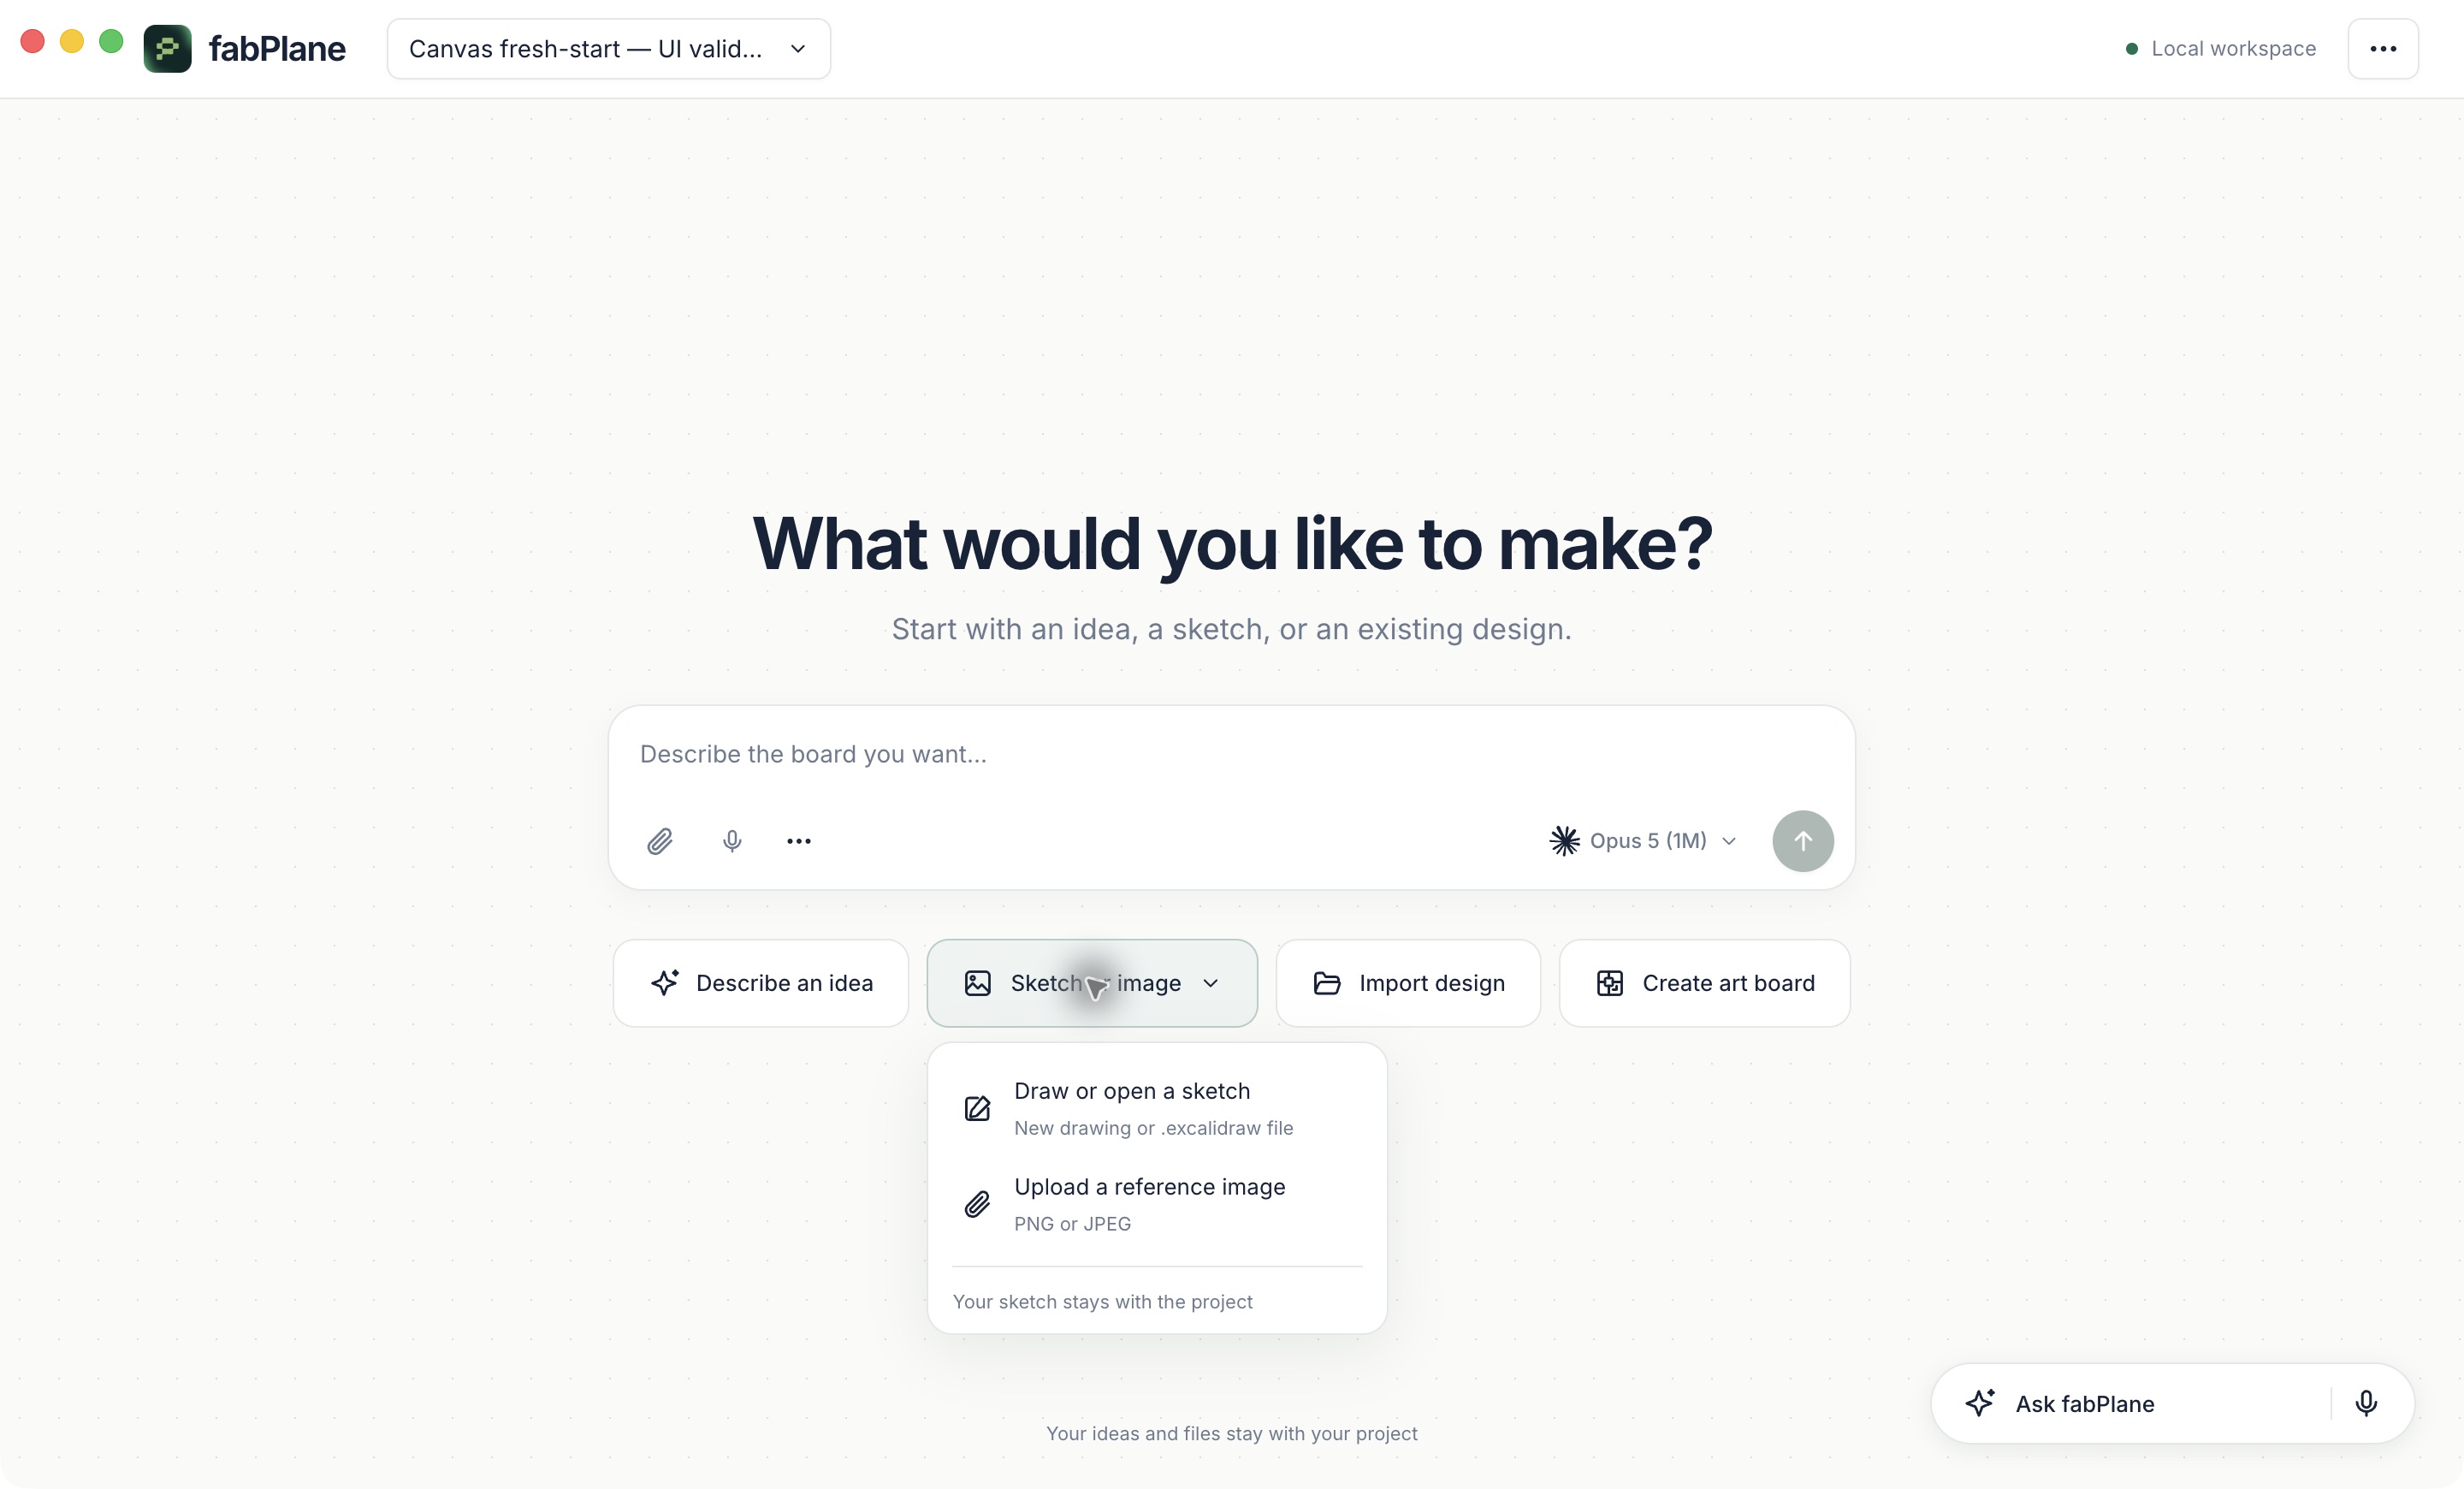 fabPlane
Canvas fresh-start — UI valid...
Local workspace
What would you like to make?
Start with an idea, a sketch, or an existing design.
Describe the board you want...
Opus 5 (1M)
Describe an idea
Sketch image
Import design
Create art board
Draw or open a sketch
New drawing or .excalidraw file
Upload a reference image
PNG or JPEG
Your sketch stays with the project
Ask fabPlane
Your ideas and files stay with your project